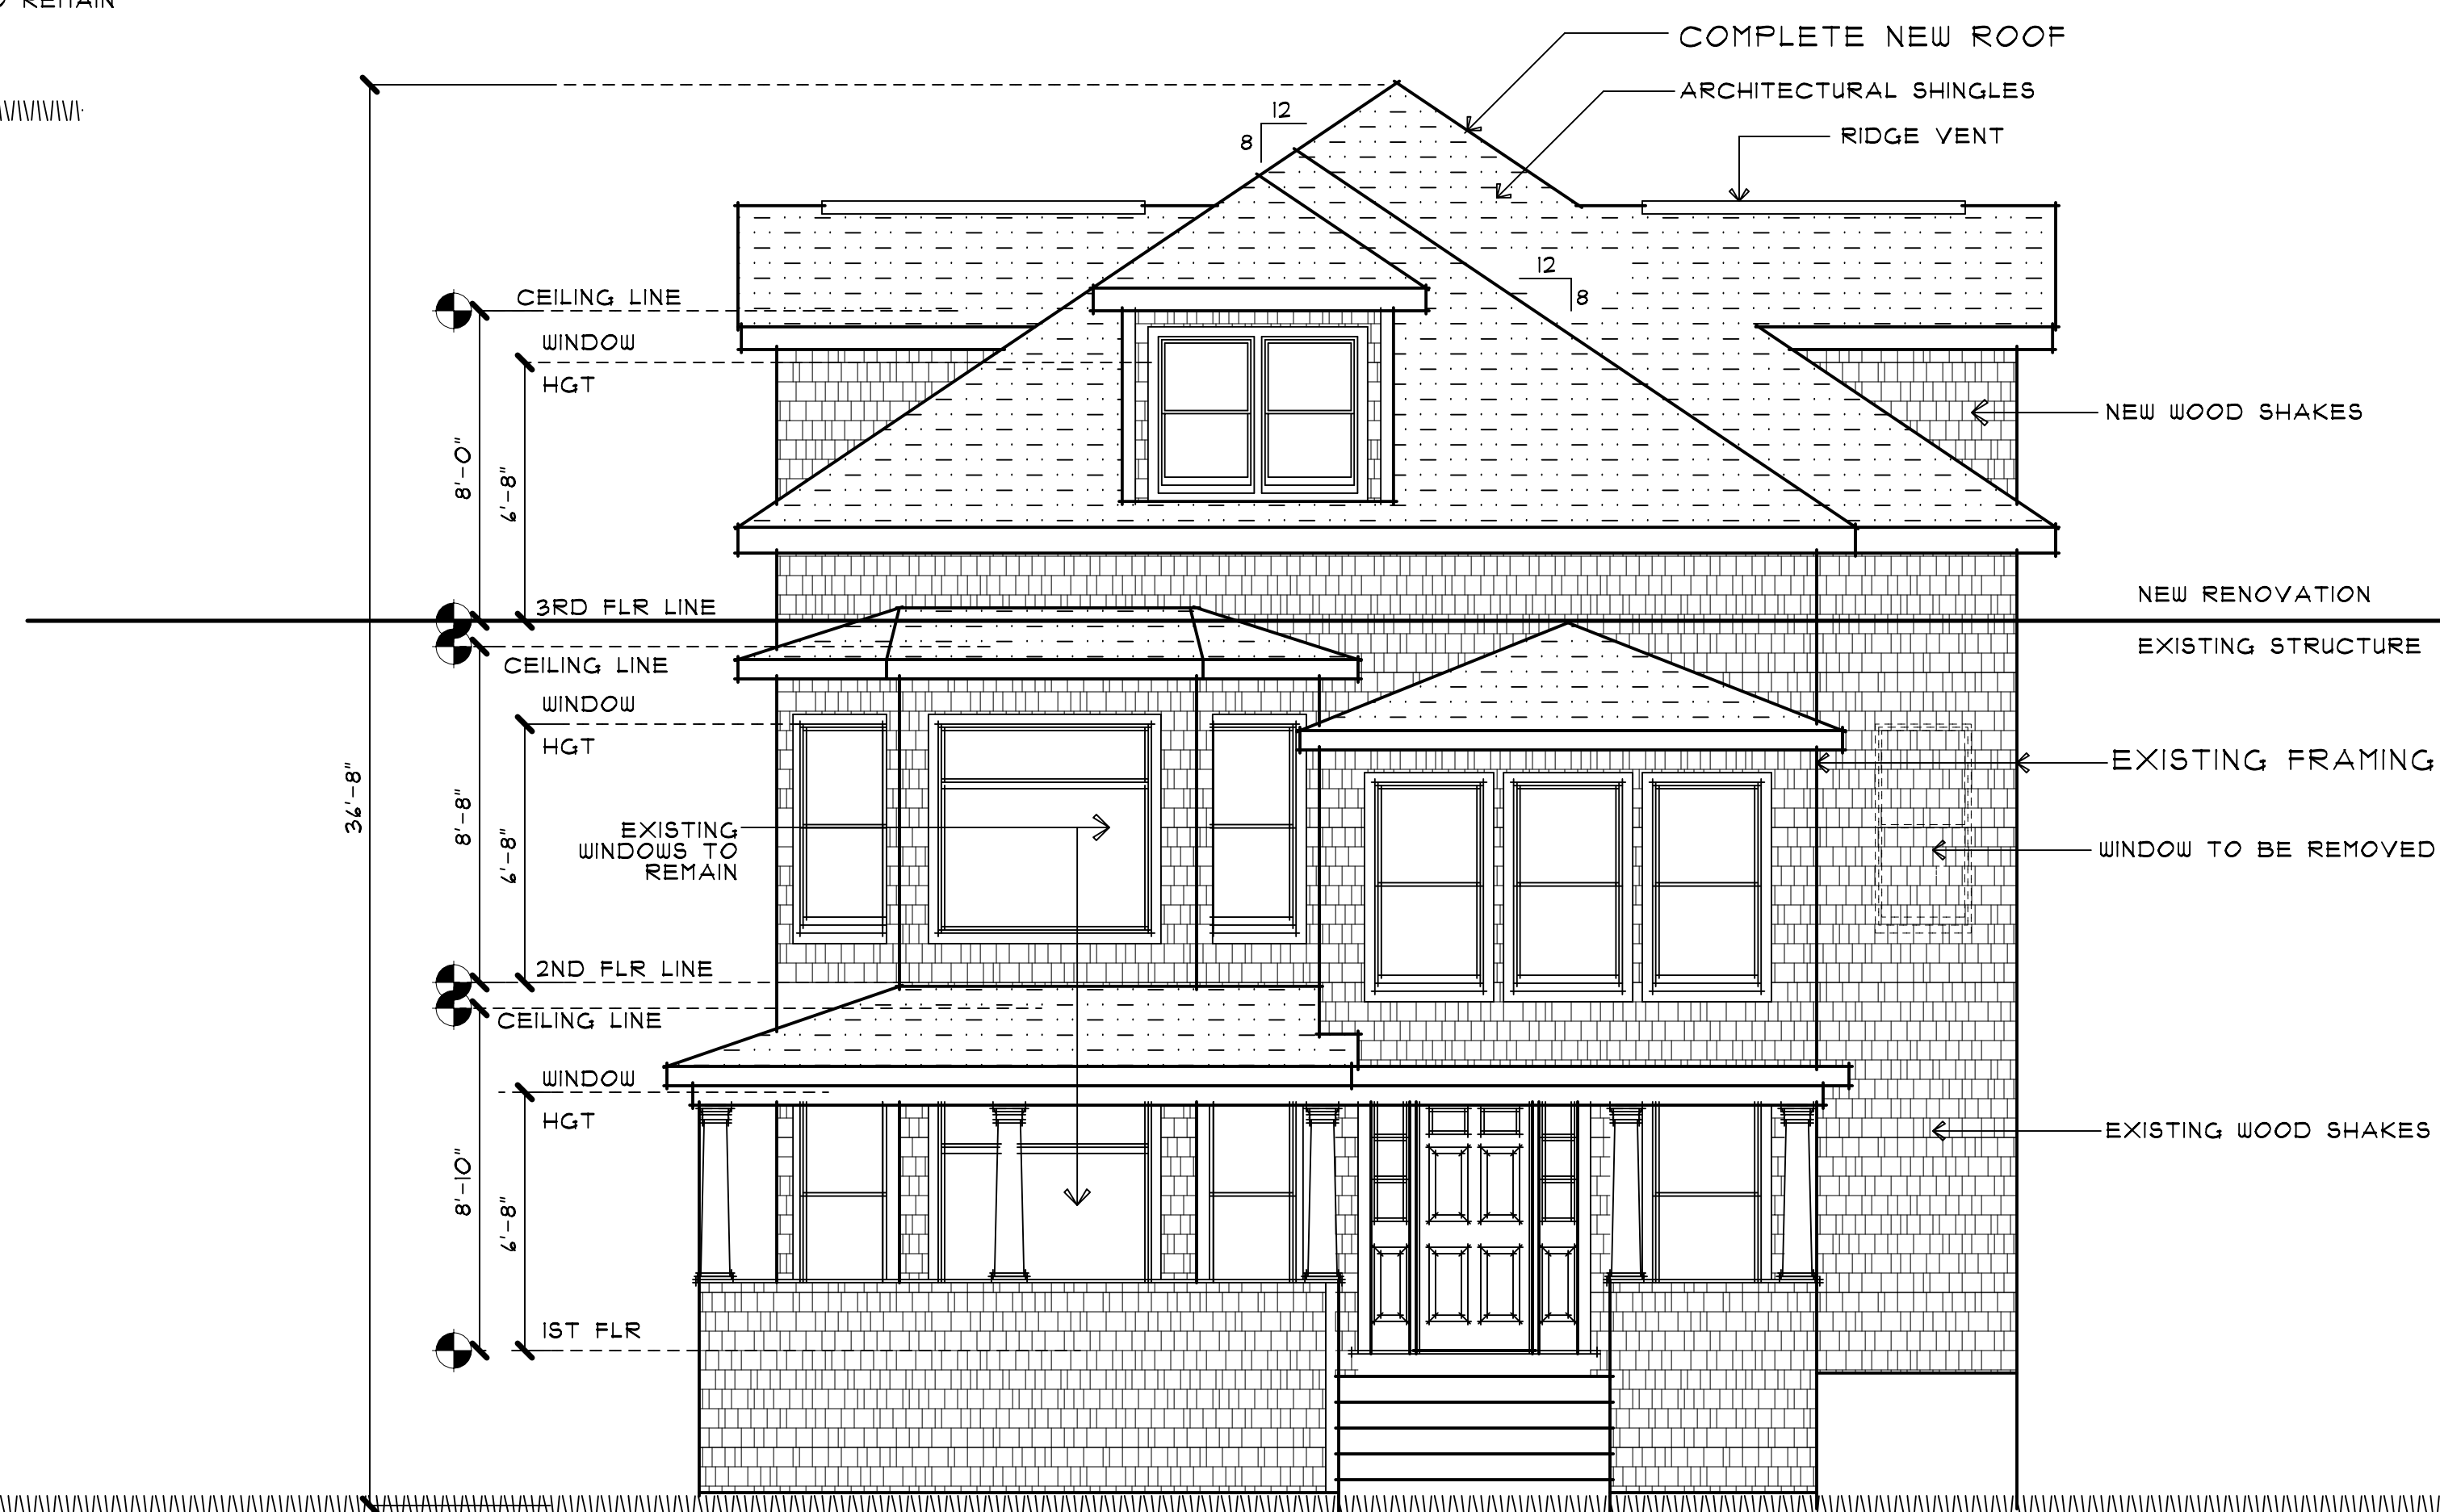 REMAIN
COMPLETE NEW ROOF
ARCHITECTURAL SHINGLES
RIDGE VENT
12
8
12
8
CEILING LINE
WINDOW
HGT
8'-0"
6'-8"
NEW WOOD SHAKES
3RD FLR LINE
NEW RENOVATION
EXISTING STRUCTURE
CEILING LINE
WINDOW
HGT
36'-8"
8'-8"
6'-8"
EXISTING
WINDOWS TO
REMAIN
EXISTING FRAMING
WINDOW TO BE REMOVED
2ND FLR LINE
CEILING LINE
WINDOW
HGT
8'-10"
6'-8"
EXISTING WOOD SHAKES
1ST FLR